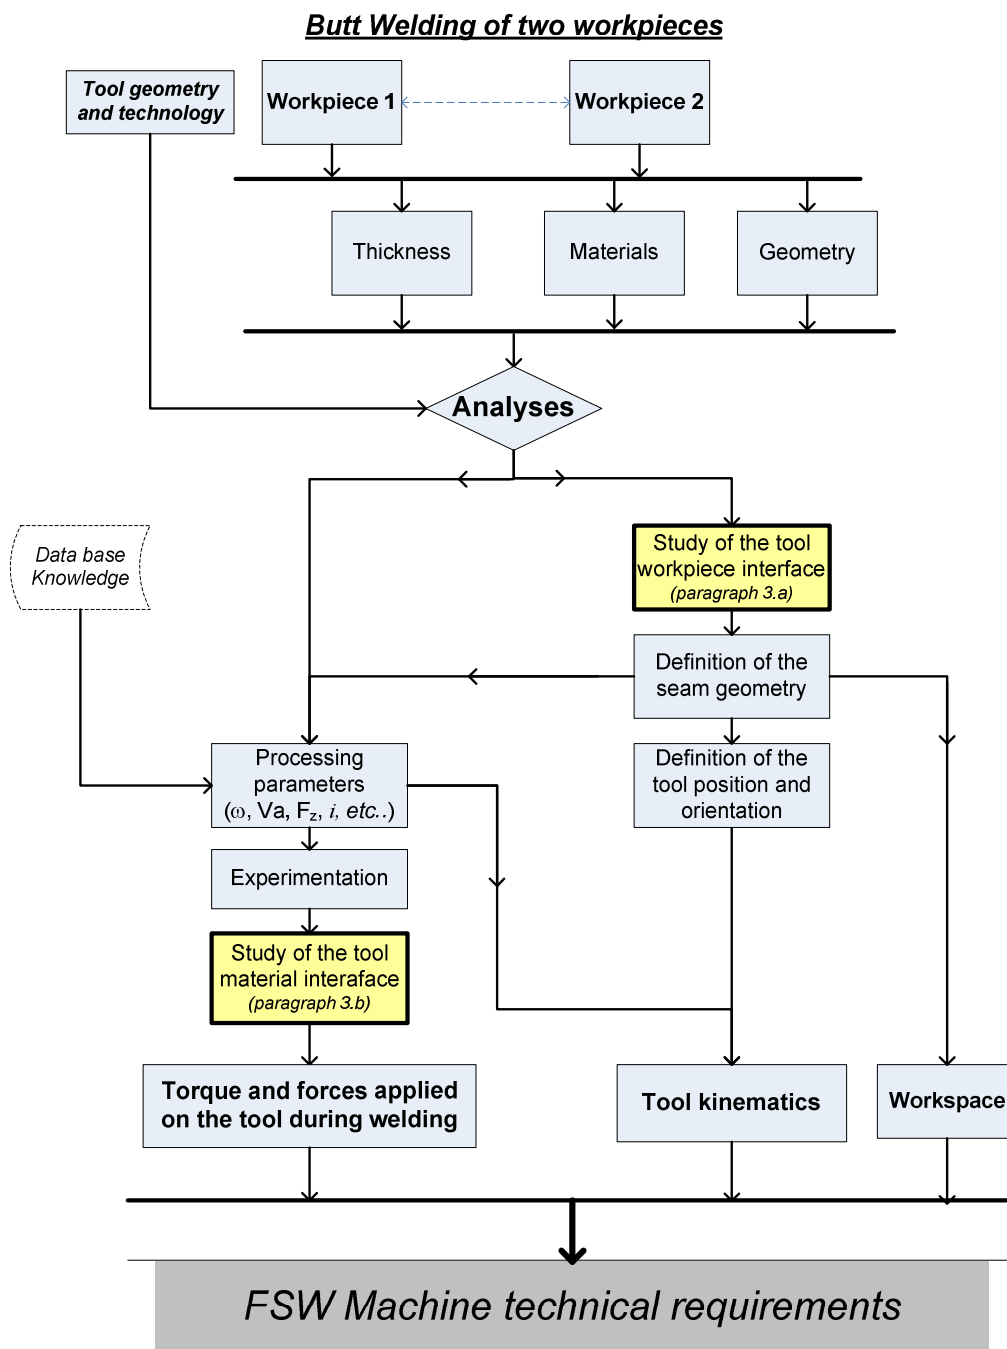 Butt Welding of two workpieces
Tool geometry
and technology
Workpiece 1
Workpiece 2
Thickness
Materials
Geometry
Analyses
Data base
Knowledge
Study of the tool
workpiece interface
(paragraph 3.a)
Definition of the
seam geometry
Processing
parameters
(ω, Va, Fz, i, etc..)
Definition of the
tool position and
orientation
Experimentation
Study of the tool
material interaface
(paragraph 3.b)
Torque and forces applied
on the tool during welding
Tool kinematics
Workspace
FSW Machine technical requirements